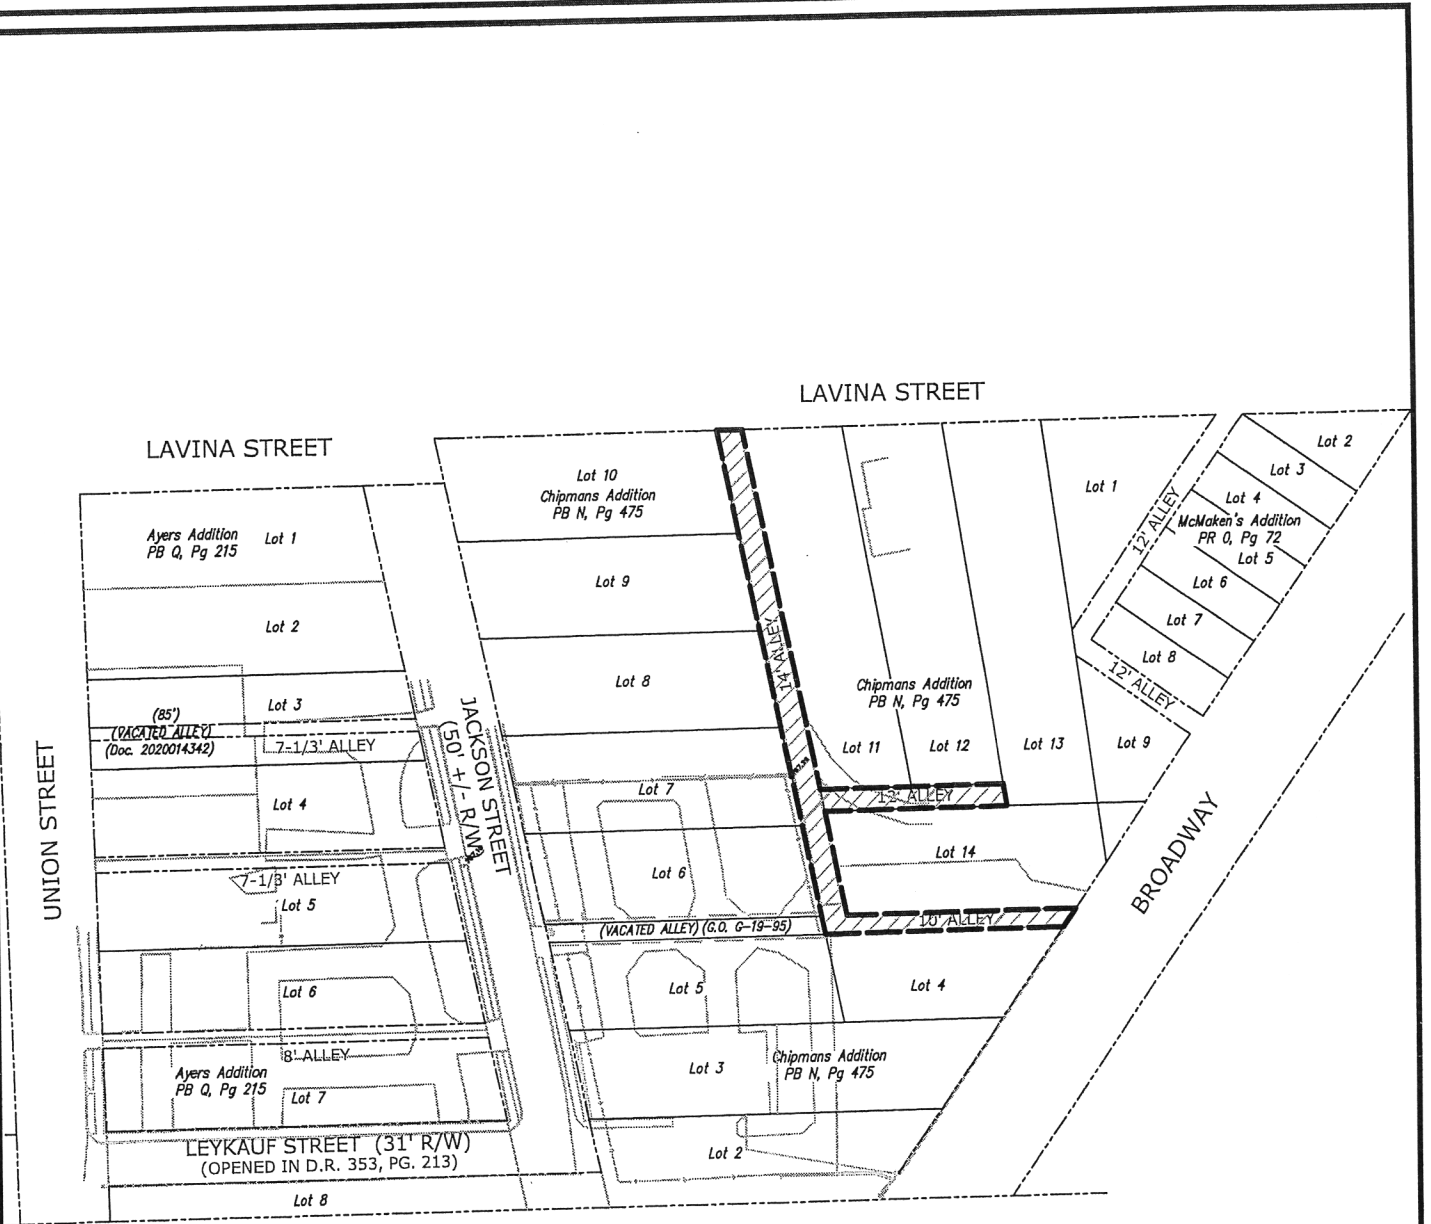 LAVINA STREET
LAVINA STREET
Lot 10
Chipmans Addition
PB N, Pg 475
Lot 9
Lot 8
Lot 7
Lot 6
(VACATED ALLEY) (G.O. G-19-95)
Lot 5
Lot 3
Lot 2
Ayers Addition
PB Q, Pg 215
Lot 1
Lot 2
Lot 3
(85')
(VACATED ALLEY)
(Doc. 2020014342)
7-1/3' ALLEY
Lot 4
7-1/3' ALLEY
Lot 5
Lot 6
8' ALLEY
Ayers Addition
PB Q, Pg 215
Lot 7
LEYKAUF STREET (31' R/W)
(OPENED IN D.R. 353, PG. 213)
Lot 8
UNION STREET
JACKSON STREET
(50' +/- R/W)
14' ALLEY
Chipmans Addition
PB N, Pg 475
Lot 11
Lot 12
Lot 13
Lot 9
12' ALLEY
Lot 14
10' ALLEY
Lot 4
Chipmans Addition
PB N, Pg 475
Lot 1
12' ALLEY
Lot 2
Lot 3
Lot 4
McMaken's Addition
PR O, Pg 72
Lot 5
Lot 6
Lot 7
Lot 8
12' ALLEY
BROADWAY